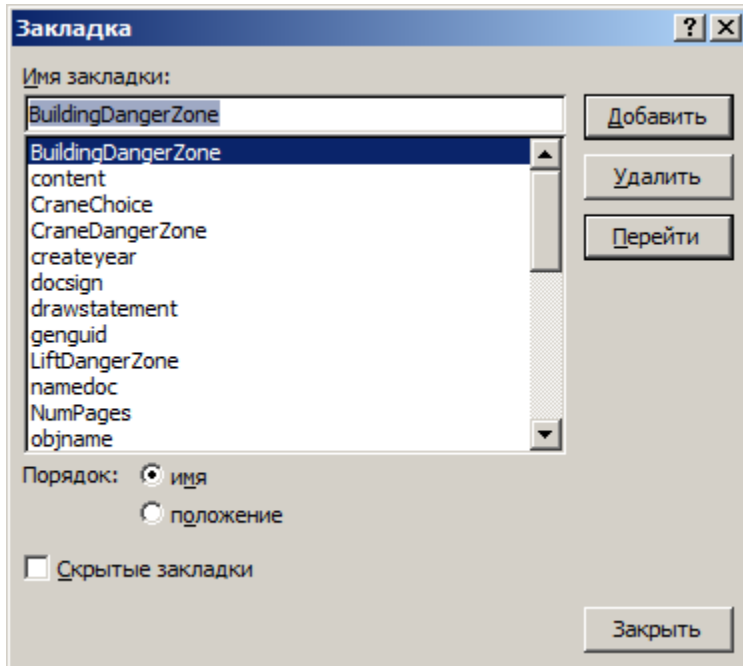 Закладка
Имя закладки:
BuildingDangerZone
Добавить
BuildingDangerZone
content
CraneChoice
CraneDangerZone
createyear
docsign
drawstatement
genguid
LiftDangerZone
namedoc
NumPages
objname
Удалить
Перейти
Порядок: имя
положение
Скрытые закладки
Закрыть